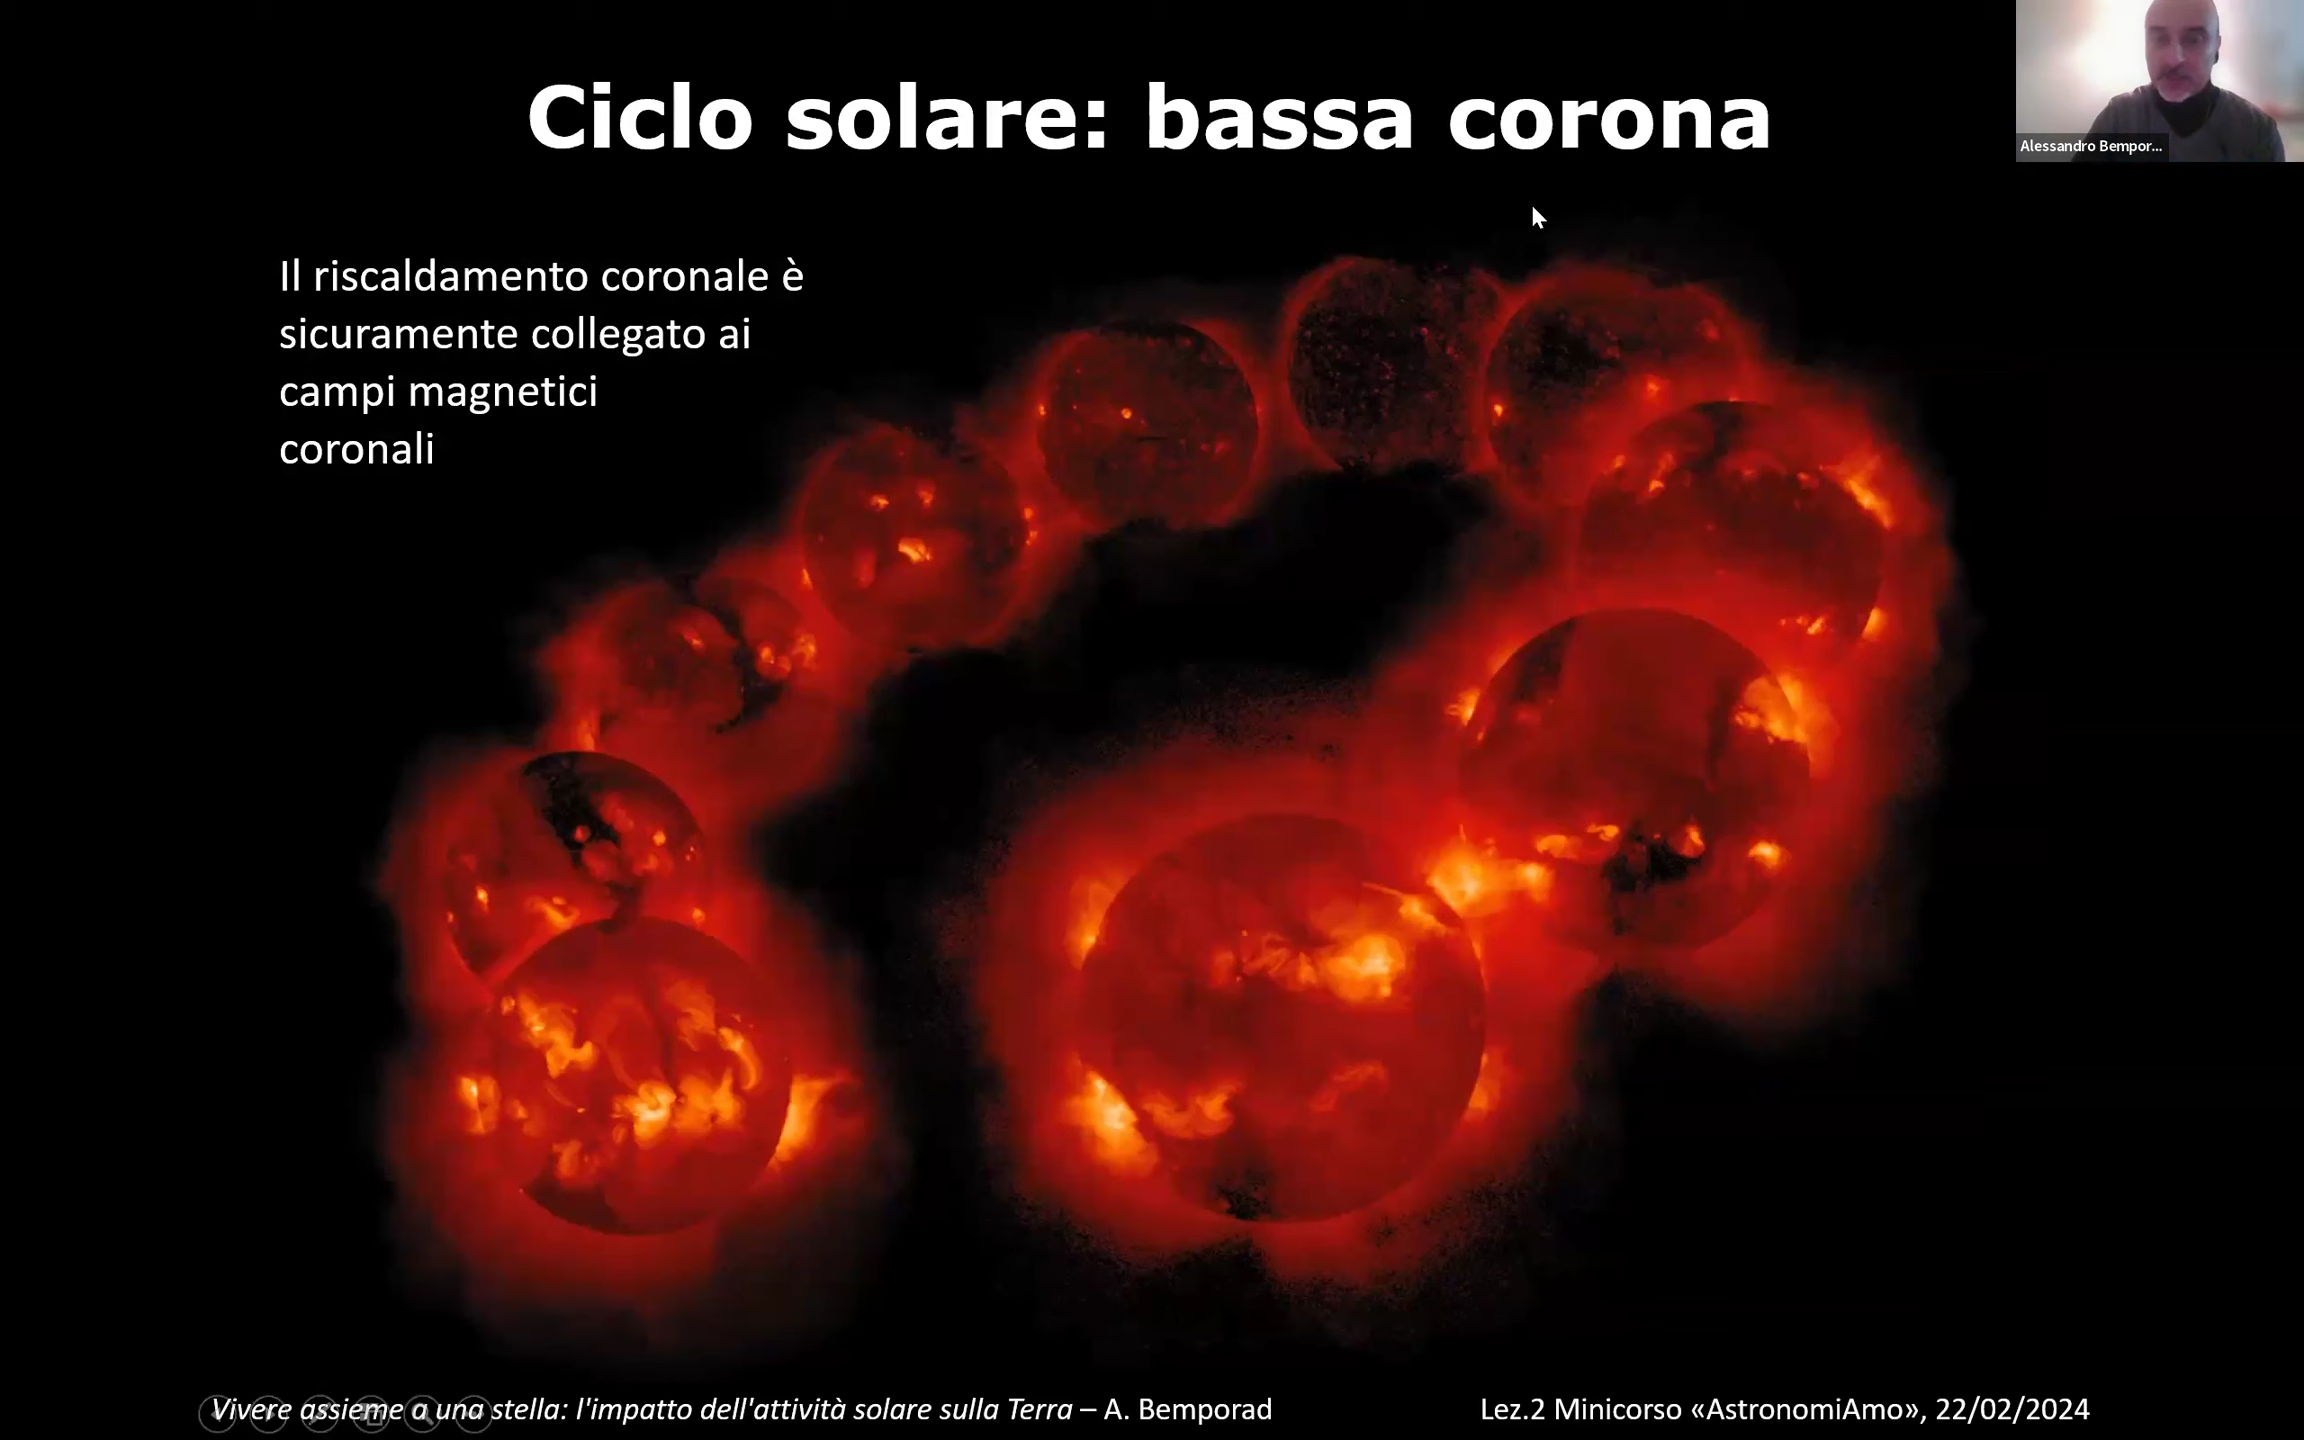 Ciclo solare: bassa corona
Alessandro Bempor...
Il riscaldamento coronale è
sicuramente collegato ai
campi magnetici
coronali
Vivere assieme a una stella: l'impatto dell'attività solare sulla Terra – A. Bemporad
Lez.2 Minicorso «AstronomiAmo», 22/02/2024